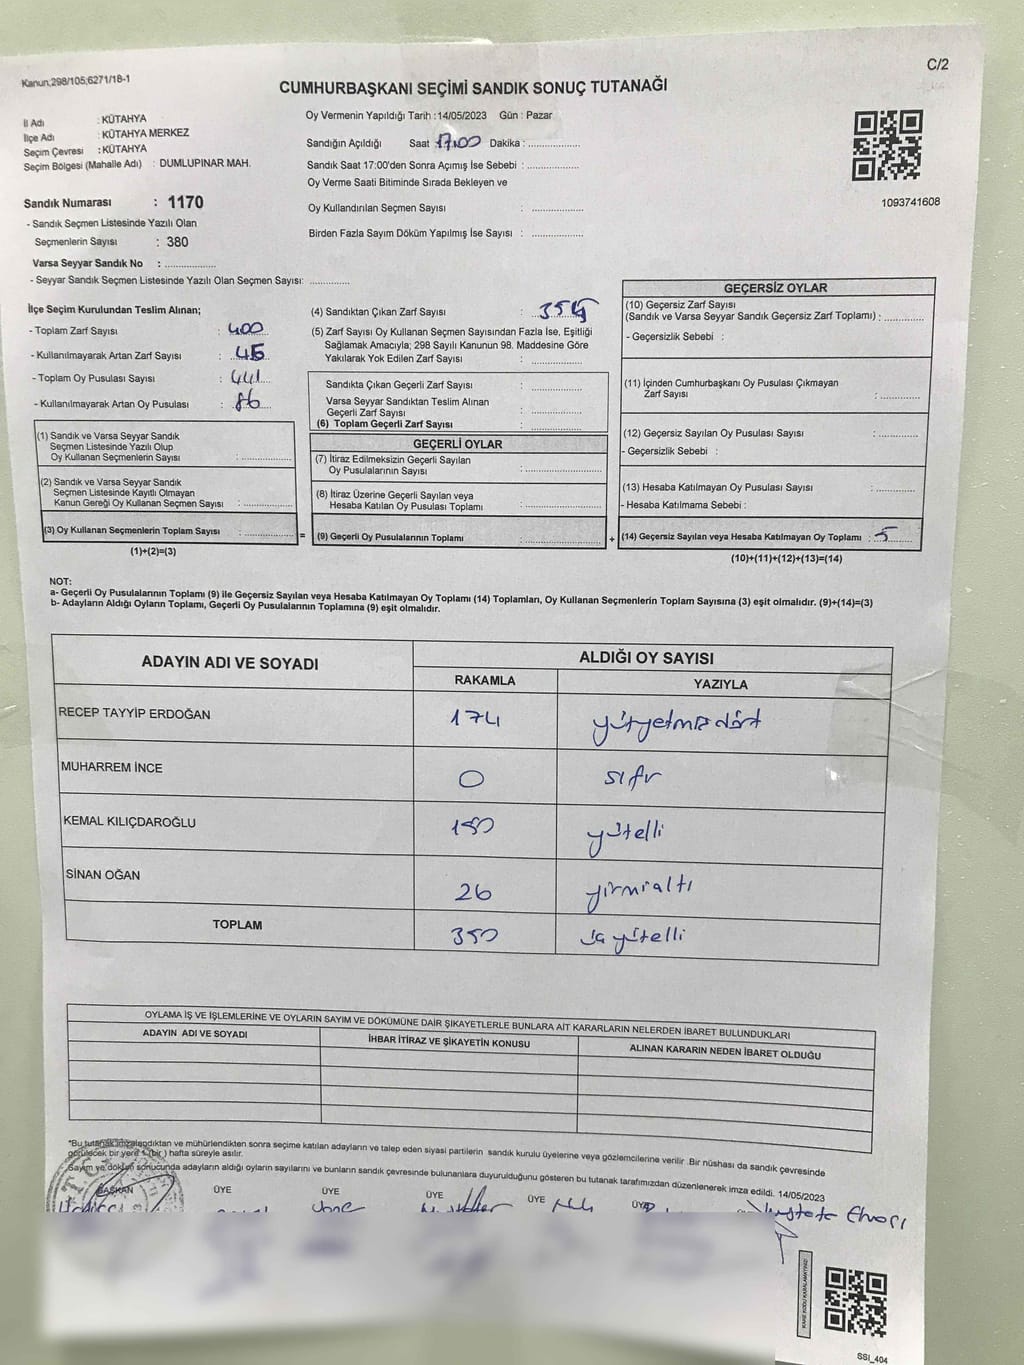 Kanun;298/105;6271/18-1
C/2
CUMHURBAŞKANI SEÇİMİ SANDIK SONUÇ TUTANAĞI
İl Adı : KÜTAHYA
İlçe Adı : KÜTAHYA MERKEZ
Seçim Çevresi : KÜTAHYA
Seçim Bölgesi (Mahalle Adı) : DUMLUPINAR MAH.
Sandık Numarası : 1170
- Sandık Seçmen Listesinde Yazılı Olan
Seçmenlerin Sayısı : 380
Varsa Seyyar Sandık No : ..................
- Seyyar Sandık Seçmen Listesinde Yazılı Olan Seçmen Sayısı: ..............
Oy Vermenin Yapıldığı Tarih :14/05/2023 Gün : Pazar
Sandığın Açıldığı Saat :17.00 Dakika : ..................
Sandık Saat 17:00'den Sonra Açımış İse Sebebi : ..................
Oy Verme Saati Bitiminde Sırada Bekleyen ve
Oy Kullandırılan Seçmen Sayısı : ..................
Birden Fazla Sayım Döküm Yapılmış İse Sayısı : ..................
1093741608
İlçe Seçim Kurulundan Teslim Alınan;
- Toplam Zarf Sayısı : 400
- Kullanılmayarak Artan Zarf Sayısı : 45
- Toplam Oy Pusulası Sayısı : 441
- Kullanılmayarak Artan Oy Pusulası : 86
(1) Sandık ve Varsa Seyyar Sandık
Seçmen Listesinde Yazılı Olup
Oy Kullanan Seçmenlerin Sayısı : ..................
(2) Sandık ve Varsa Seyyar Sandık
Seçmen Listesinde Kayıtlı Olmayan
Kanun Gereği Oy Kullanan Seçmen Sayısı : ..................
(3) Oy Kullanan Seçmenlerin Toplam Sayısı : ..................
(1)+(2)=(3)
(4) Sandıktan Çıkan Zarf Sayısı :
(5) Zarf Sayısı Oy Kullanan Seçmen Sayısından Fazla İse, Eşitliği
Sağlamak Amacıyla; 298 Sayılı Kanunun 98. Maddesine Göre
Yakılarak Yok Edilen Zarf Sayısı : ..................
Sandıkta Çıkan Geçerli Zarf Sayısı : ..................
Varsa Seyyar Sandıktan Teslim Alınan
Geçerli Zarf Sayısı : ..................
(6) Toplam Geçerli Zarf Sayısı : ..................
GEÇERLİ OYLAR
(7) İtiraz Edilmeksizin Geçerli Sayılan
Oy Pusulalarının Sayısı : ..................
(8) İtiraz Üzerine Geçerli Sayılan veya
Hesaba Katılan Oy Pusulası Toplamı : ..................
= (9) Geçerli Oy Pusulalarının Toplamı : ..................
GEÇERSİZ OYLAR
(10) Geçersiz Zarf Sayısı
(Sandık ve Varsa Seyyar Sandık Geçersiz Zarf Toplamı) : ..............
- Geçersizlik Sebebi :
(11) İçinden Cumhurbaşkanı Oy Pusulası Çıkmayan
Zarf Sayısı : ..............
(12) Geçersiz Sayılan Oy Pusulası Sayısı : ..............
- Geçersizlik Sebebi :
(13) Hesaba Katılmayan Oy Pusulası Sayısı : ..............
- Hesaba Katılmama Sebebi :
+ (14) Geçersiz Sayılan veya Hesaba Katılmayan Oy Toplamı : 5
(10)+(11)+(12)+(13)=(14)
NOT:
a- Geçerli Oy Pusulalarının Toplamı (9) ile Geçersiz Sayılan veya Hesaba Katılmayan Oy Toplamı (14) Toplamları, Oy Kullanan Seçmenlerin Toplam Sayısına (3) eşit olmalıdır. (9)+(14)=(3)
b- Adayların Aldığı Oyların Toplamı, Geçerli Oy Pusulalarının Toplamına (9) eşit olmalıdır.
ADAYIN ADI VE SOYADI ALDIĞI OY SAYISI
RAKAMLA YAZIYLA
RECEP TAYYİP ERDOĞAN 174 yüzyetmişdört
MUHARREM İNCE 0 sıfır
KEMAL KILIÇDAROĞLU 150 yüzelli
SİNAN OĞAN 26 yirmialtı
TOPLAM 350 üçyüzelli
OYLAMA İŞ VE İŞLEMLERİNE VE OYLARIN SAYIM VE DÖKÜMÜNE DAİR ŞİKAYETLERLE BUNLARA AİT KARARLARIN NELERDEN İBARET BULUNDUKLARI
ADAYIN ADI VE SOYADI İHBAR İTİRAZ VE ŞİKAYETİN KONUSU ALINAN KARARIN NEDEN İBARET OLDUĞU
*Bu tutanak imzalandıktan ve mühürlendikten sonra seçime katılan adayların ve talep eden siyasi partilerin sandık kurulu üyelerine veya gözlemcilerine verilir .Bir nüshası da sandık çevresinde
görülecek bir yere 1 (bir ) hafta süreyle asılır.
Sayım ve döküm sonucunda adayların aldığı oyların sayılarını ve bunların sandık çevresinde bulunanlara duyurulduğunu gösteren bu tutanak tarafımızdan düzenlenerek imza edildi. 14/05/2023
BAŞKAN ÜYE ÜYE ÜYE ÜYE ÜYE
KARE KODU KARALAMAYINIZ!
SSI_404